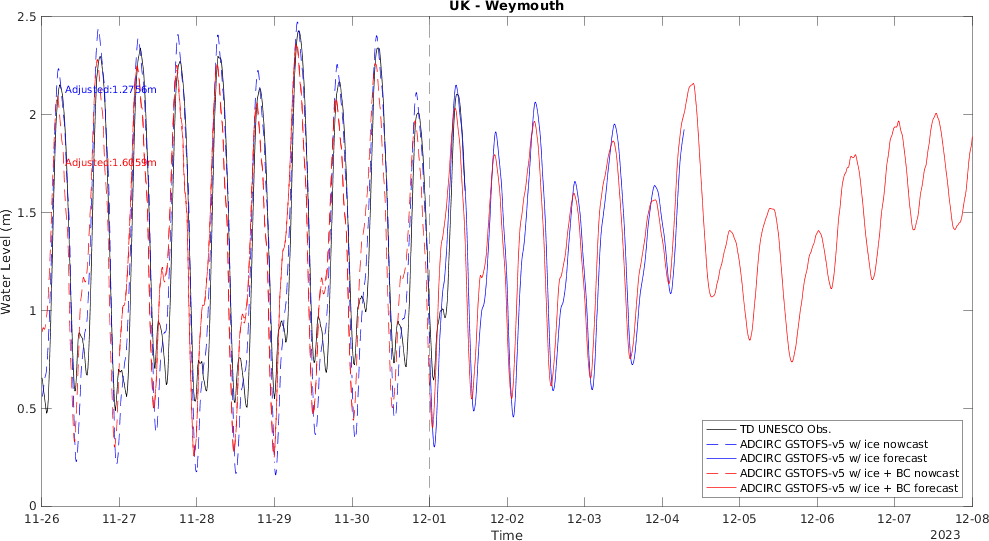 UK - Weymouth
2.5
2
1.5
1
0.5
0
Water Level (m)
Adjusted:1.2756m
Adjusted:1.6059m
TD UNESCO Obs.
ADCIRC GSTOFS-v5 w/ ice nowcast
ADCIRC GSTOFS-v5 w/ ice forecast
ADCIRC GSTOFS-v5 w/ ice + BC nowcast
ADCIRC GSTOFS-v5 w/ ice + BC forecast
11-26 11-27 11-28 11-29 11-30 12-01 12-02 12-03 12-04 12-05 12-06 12-07 12-08
Time
2023